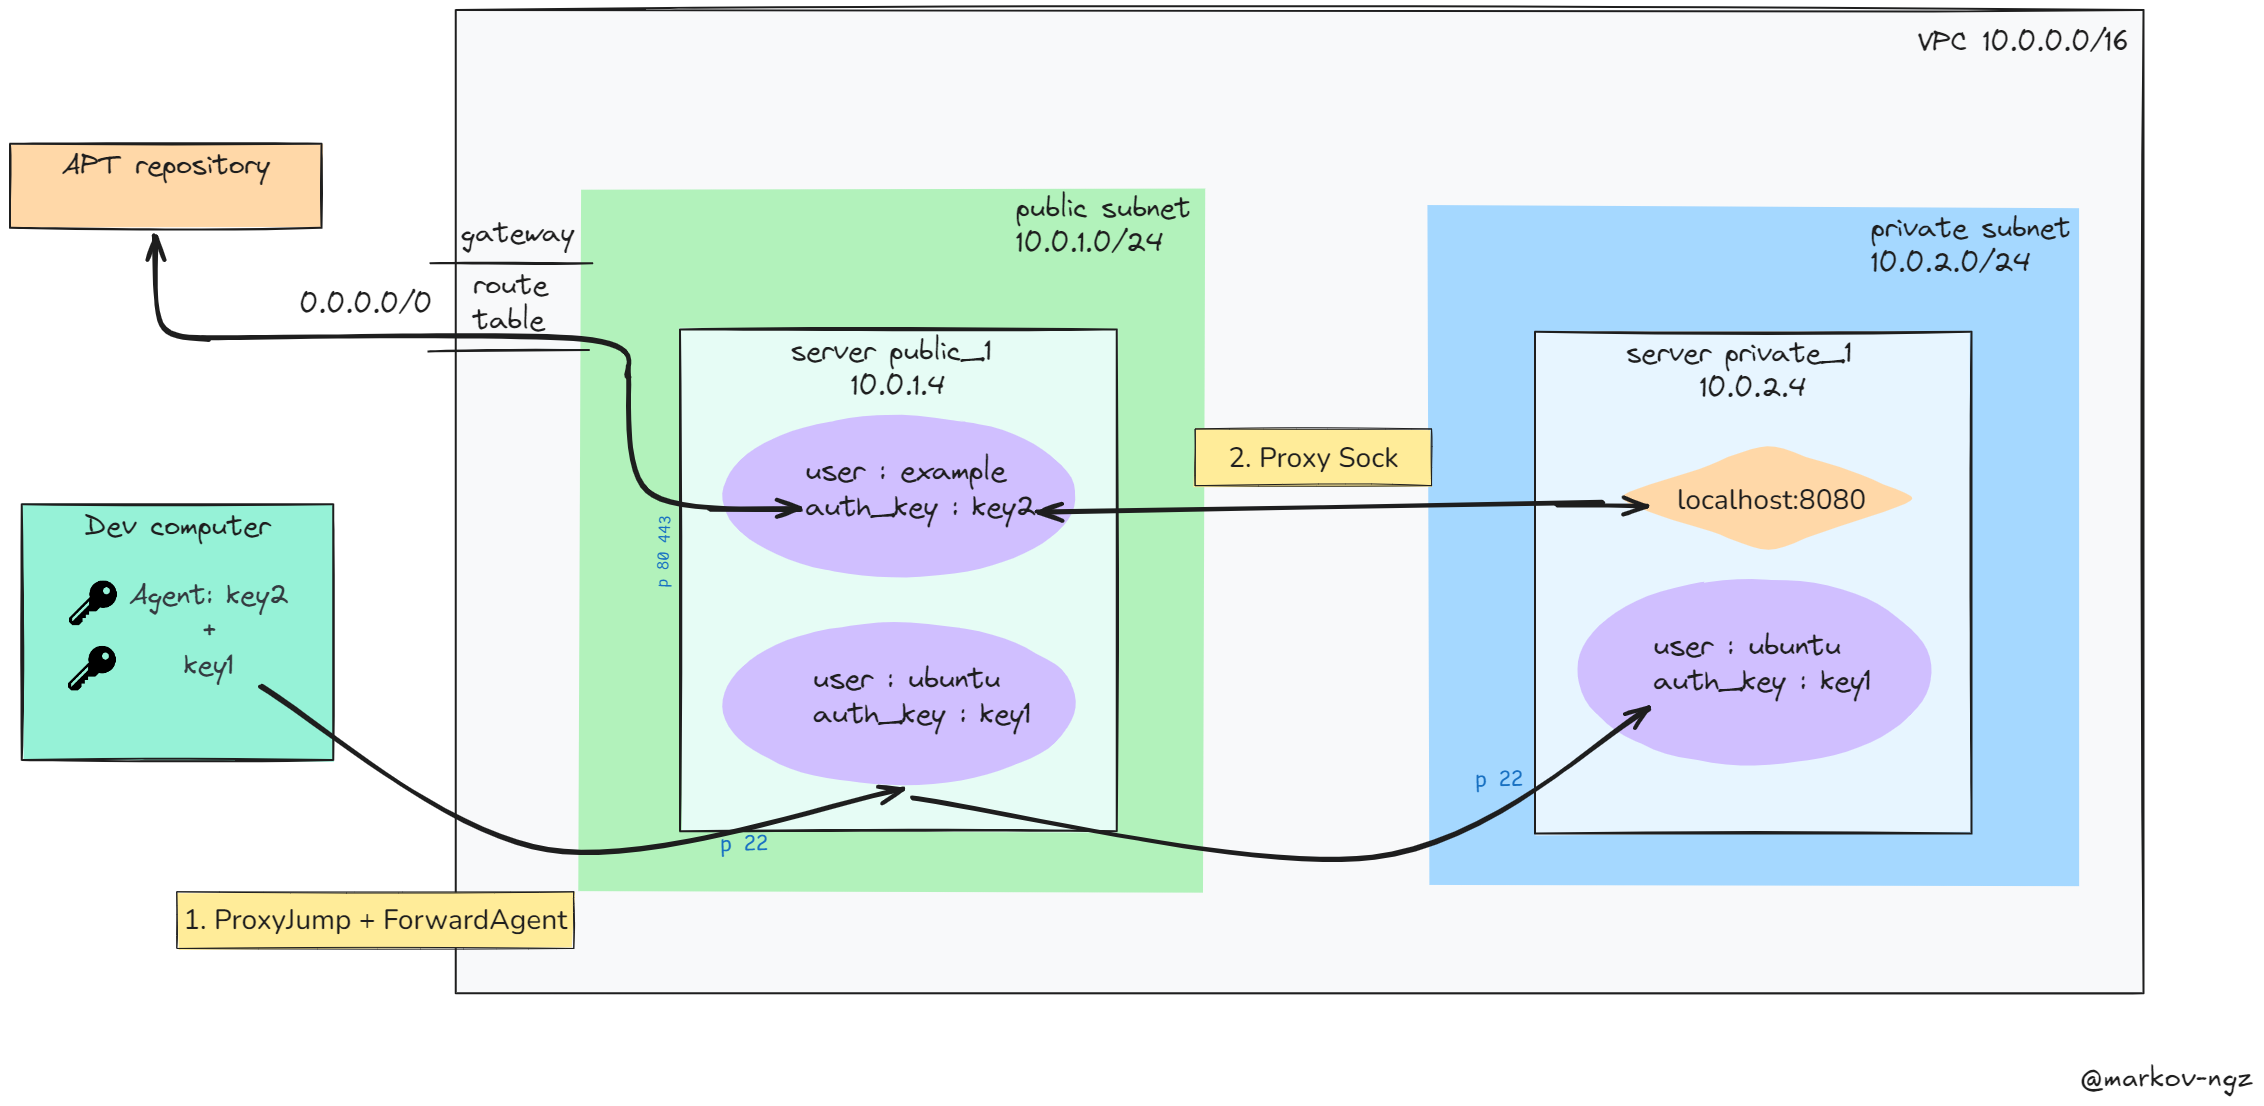 VPC 10.0.0.0/16
APT repository
gateway
route
table
0.0.0.0/0
public subnet
10.0.1.0/24
private subnet
10.0.2.0/24
server public_1
10.0.1.4
user : example
auth_key : key2
p 80 443
user : ubuntu
auth_key : key1
p 22
2. Proxy Sock
server private_1
10.0.2.4
localhost:8080
user : ubuntu
auth_key : key1
p 22
Dev computer
Agent: key2
+
key1
1. ProxyJump + ForwardAgent
@markov-ngz